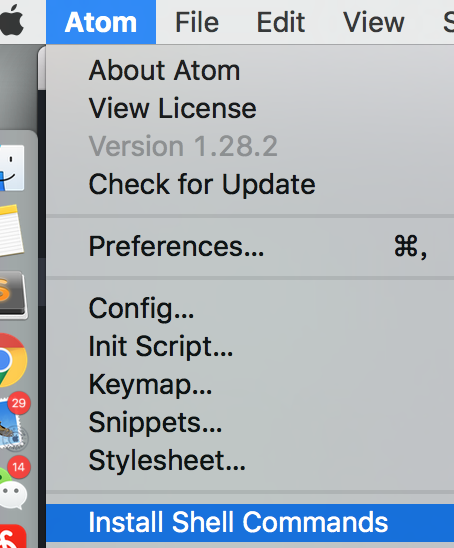 Atom File Edit View S
About Atom
View License
Version 1.28.2
Check for Update
Preferences... ⌘,
Config...
Init Script...
Keymap...
Snippets...
Stylesheet...
29
14
Install Shell Commands